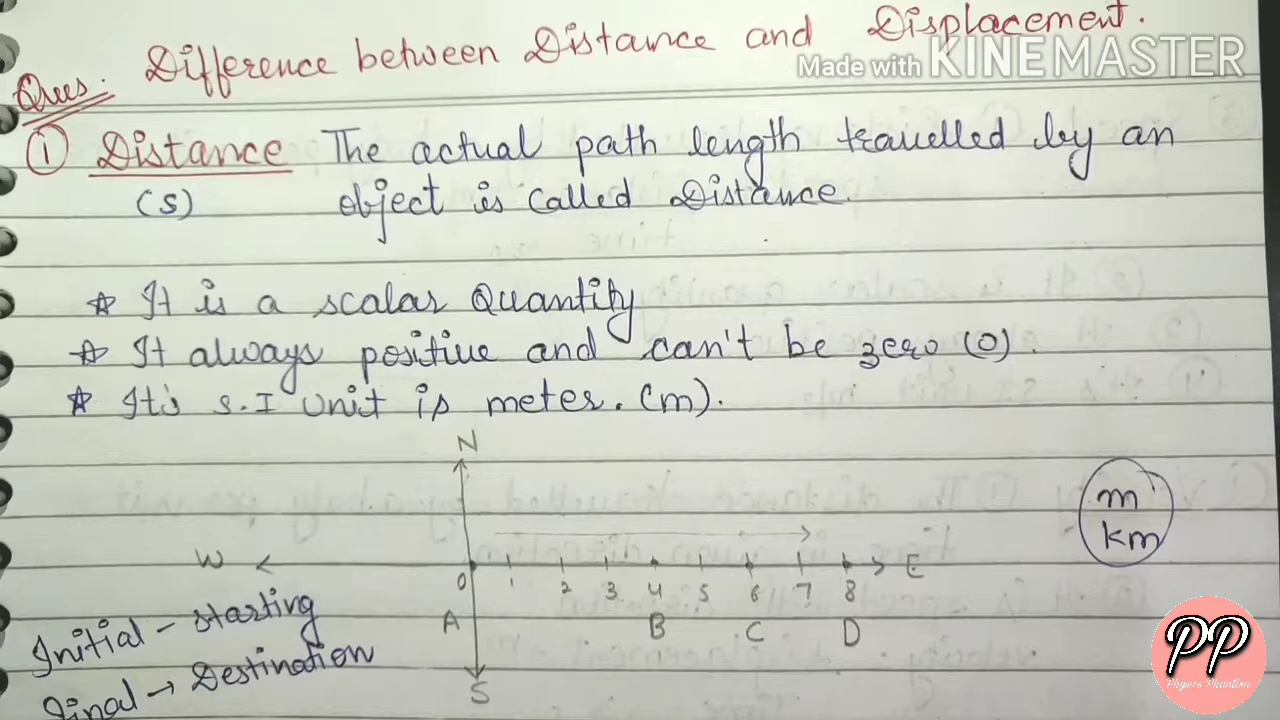 Difference between Distance and Displacement.
Made with KINEMASTER
Ques.
① Distance The actual path length travelled by an
(S) object is called Distance.
☆ It is a scalar Quantity
☆ It always positive and can't be zero (0).
☆ It's S.I unit is meter. (m).
N
m
km
W E
0 1 2 3 4 5 6 7 8
A B C D
Initial - Starting
Final → Destination
S
PP
Physics Phantom